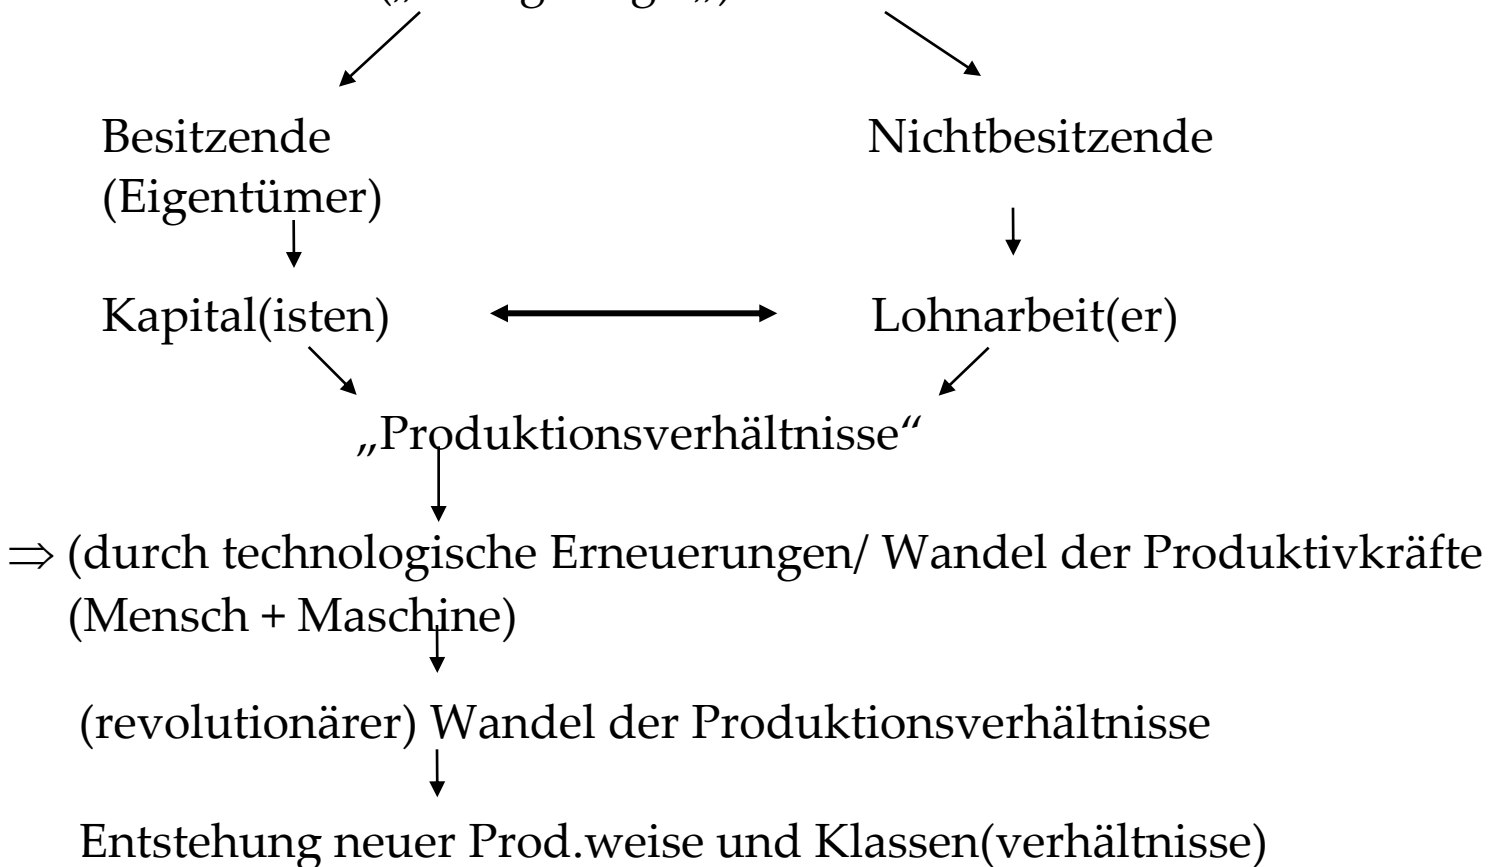 Besitzende Nichtbesitzende
(Eigentümer)
Kapital(isten) Lohnarbeit(er)
„Produktionsverhältnisse“
⇒ (durch technologische Erneuerungen/ Wandel der Produktivkräfte
(Mensch + Maschine)
(revolutionärer) Wandel der Produktionsverhältnisse
Entstehung neuer Prod.weise und Klassen(verhältnisse)